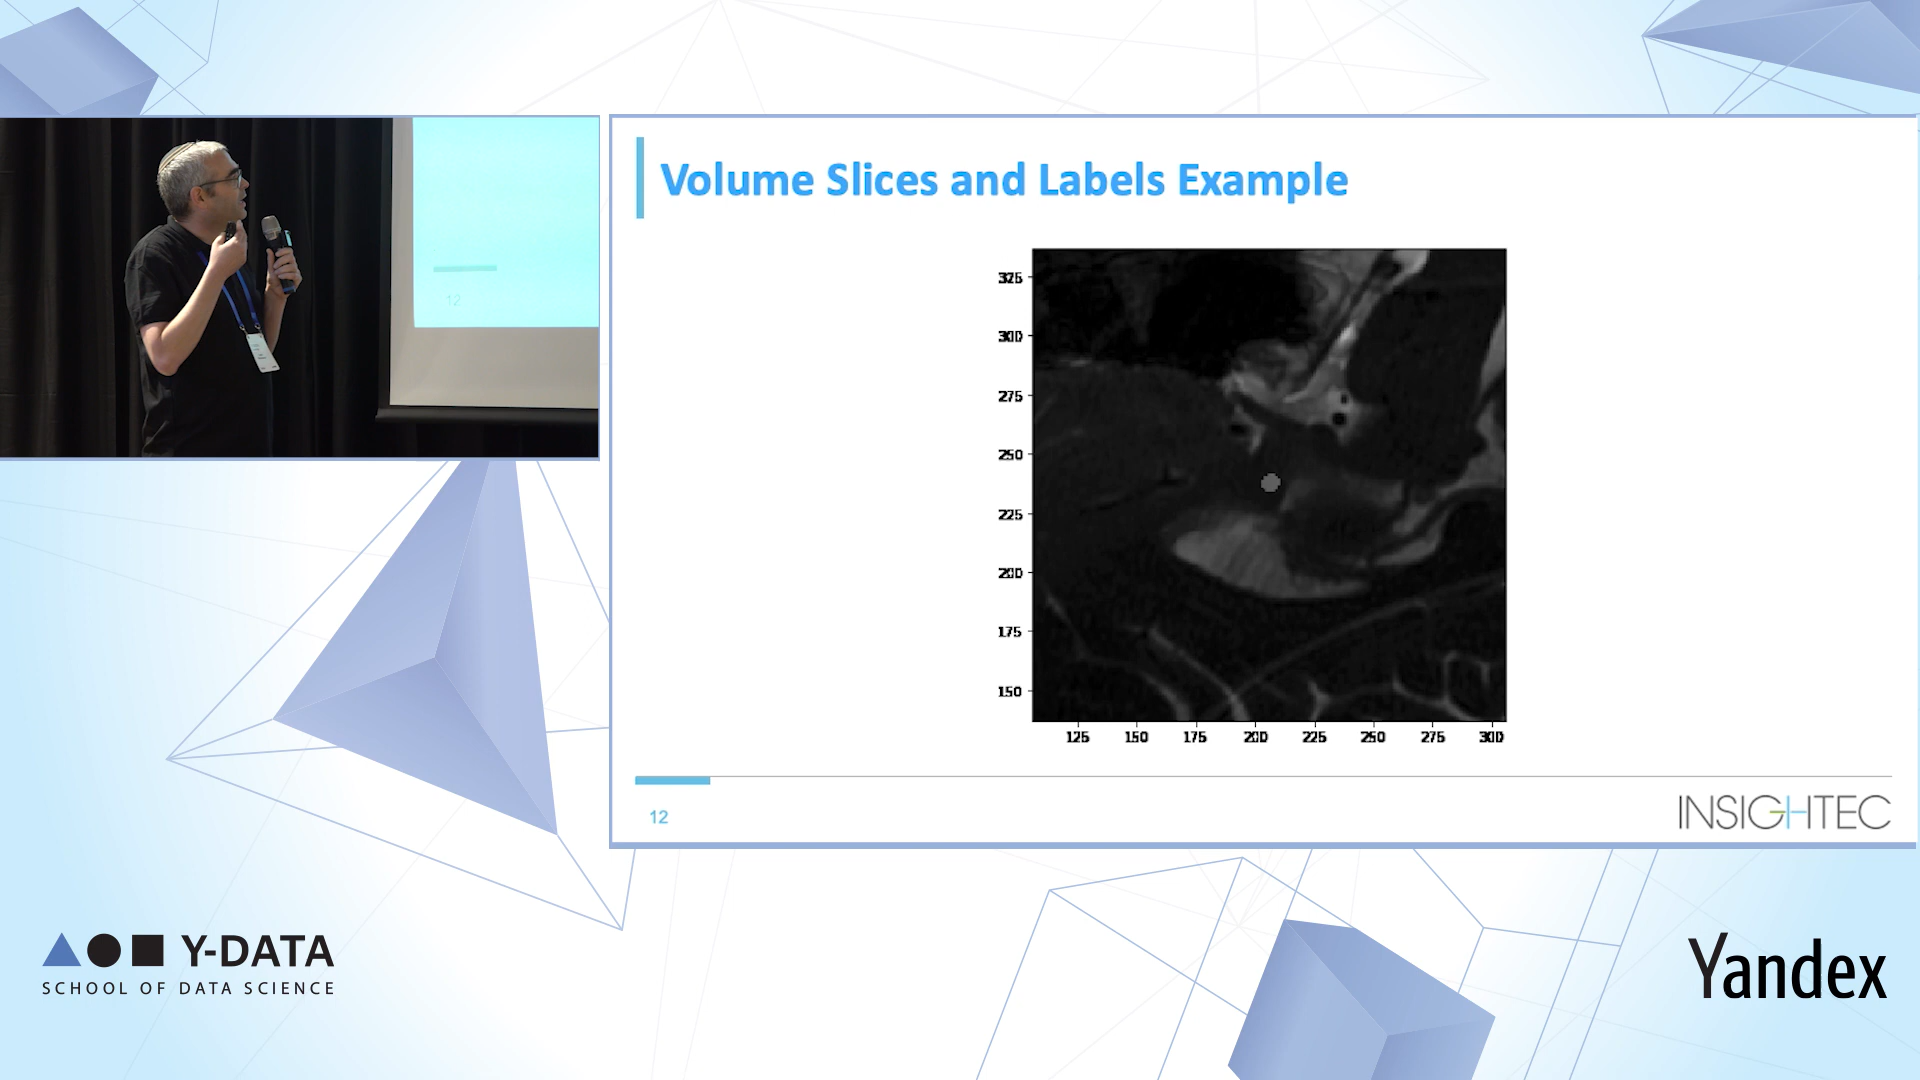 Volume Slices and Labels Example
325
300
275
250
225
200
175
150
125 150 175 200 225 250 275 300
12
INSIGHTEC
12
Y-DATA
SCHOOL OF DATA SCIENCE
Yandex